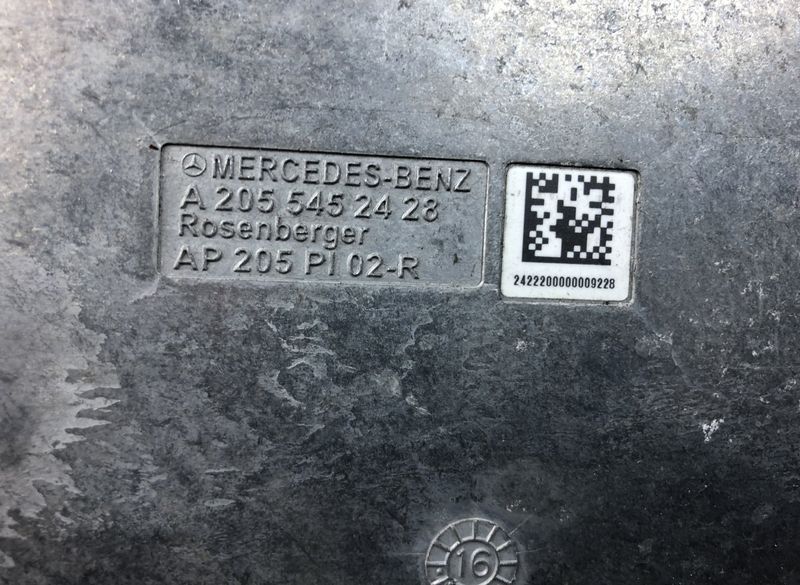 MERCEDES-BENZ
A 205 545 24 28
Rosenberger
AP 205 PI 02-R
2422200000009228
16